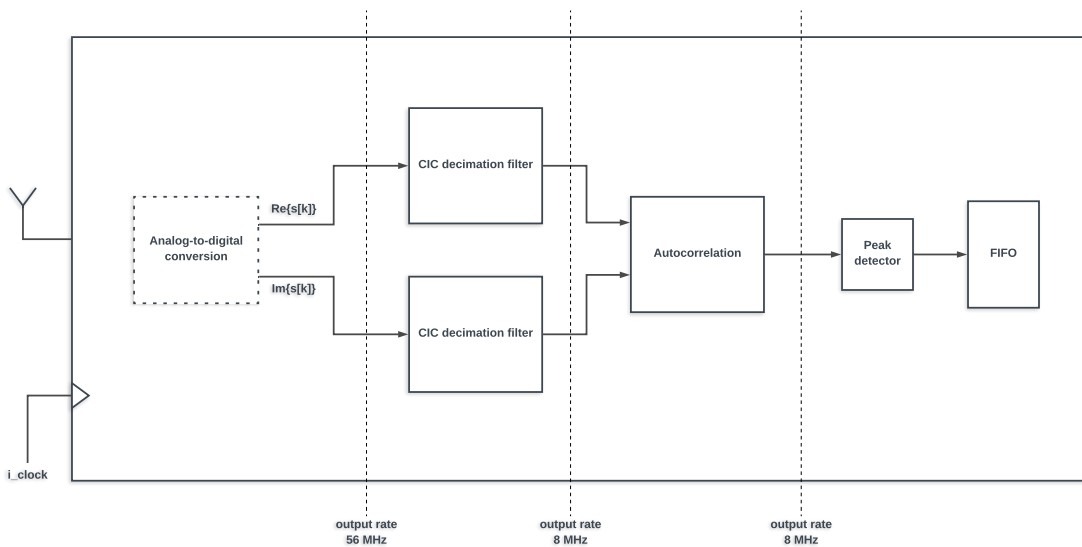 CIC decimation filter
Re{s[k]}
Analog-to-digital
conversion
Im{s[k]}
CIC decimation filter
Autocorrelation
Peak
detector
FIFO
i_clock
output rate
56 MHz
output rate
8 MHz
output rate
8 MHz